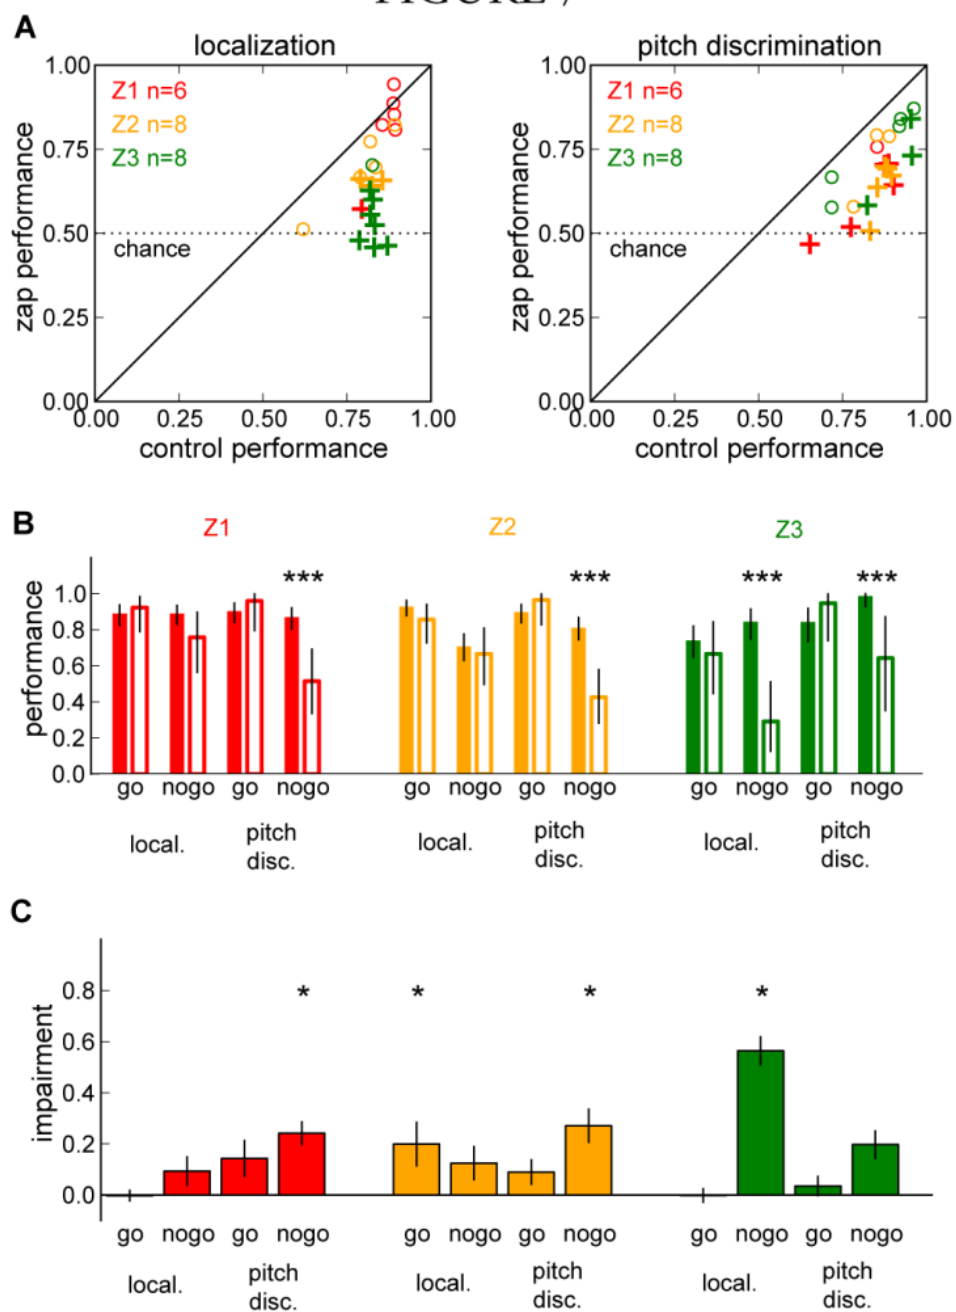 FIGURE 7
A
localization
pitch discrimination
1.00
0.75
0.50
0.25
0.00
zap performance
Z1 n=6
Z2 n=8
Z3 n=8
chance
0.00 0.25 0.50 0.75 1.00
control performance
1.00
0.75
0.50
0.25
0.00
zap performance
Z1 n=6
Z2 n=8
Z3 n=8
chance
0.00 0.25 0.50 0.75 1.00
control performance
B
Z1 Z2 Z3
*** *** *** ***
performance
1.0
0.8
0.6
0.4
0.2
0.0
go nogo go nogo go nogo go nogo go nogo go nogo
local. pitch disc. local. pitch disc. local. pitch disc.
C
* * * *
impairment
0.8
0.6
0.4
0.2
0.0
go nogo go nogo go nogo go nogo go nogo go nogo
local. pitch disc. local. pitch disc. local. pitch disc.